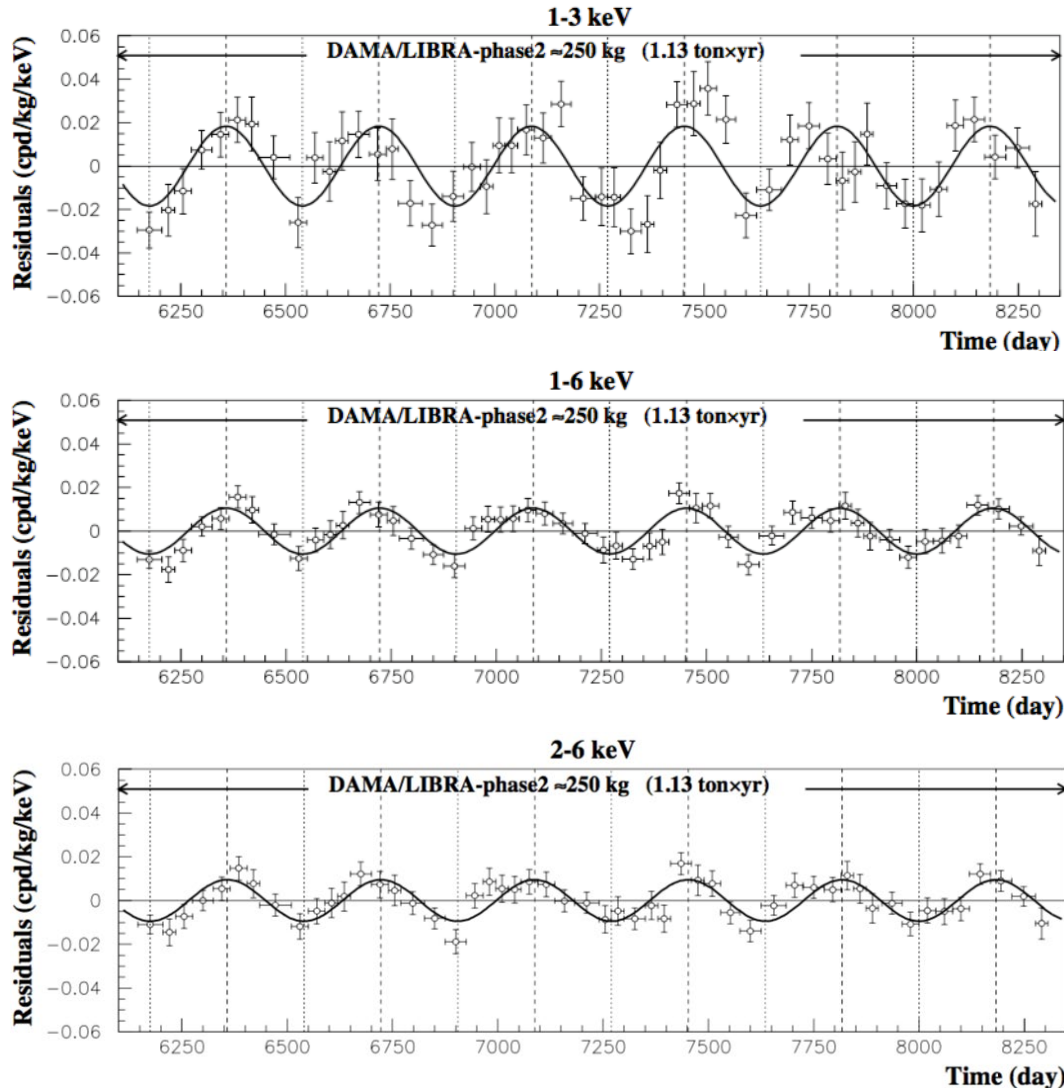 1-3 keV
Residuals (cpd/kg/keV)
0.06
0.04
0.02
0
-0.02
-0.04
-0.06
DAMA/LIBRA-phase2 ≈250 kg (1.13 ton×yr)
6250 6500 6750 7000 7250 7500 7750 8000 8250
Time (day)
1-6 keV
Residuals (cpd/kg/keV)
0.06
0.04
0.02
0
-0.02
-0.04
-0.06
DAMA/LIBRA-phase2 ≈250 kg (1.13 ton×yr)
6250 6500 6750 7000 7250 7500 7750 8000 8250
Time (day)
2-6 keV
Residuals (cpd/kg/keV)
0.06
0.04
0.02
0
-0.02
-0.04
-0.06
DAMA/LIBRA-phase2 ≈250 kg (1.13 ton×yr)
6250 6500 6750 7000 7250 7500 7750 8000 8250
Time (day)